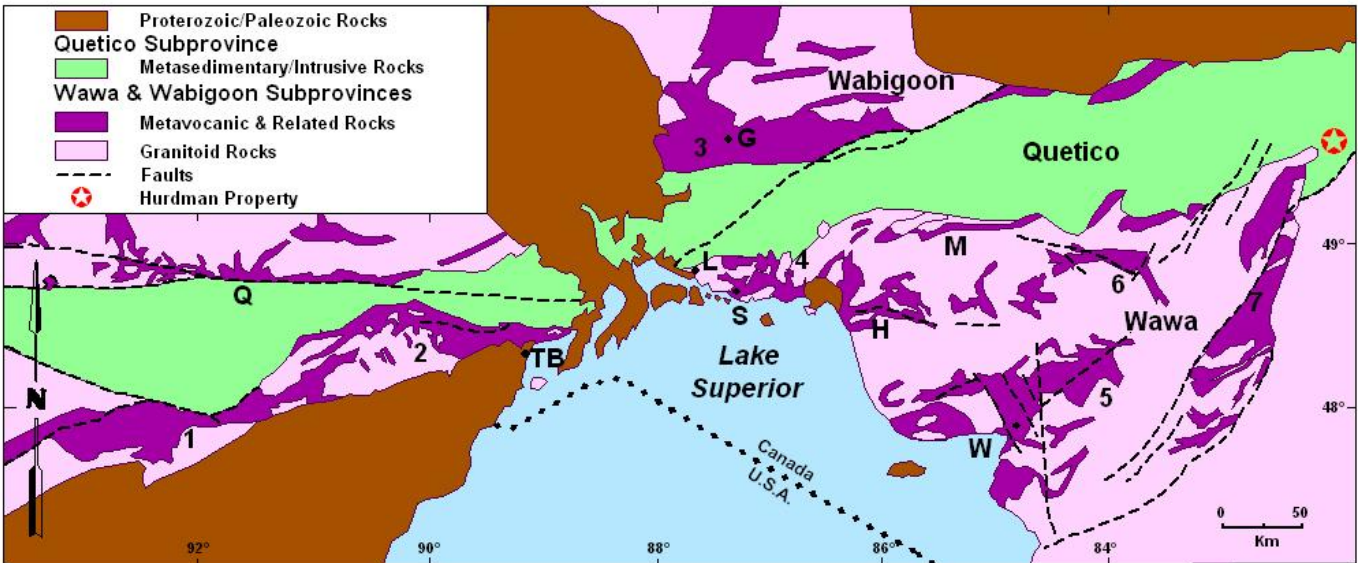 Proterozoic/Paleozoic Rocks
Quetico Subprovince
Metasedimentary/Intrusive Rocks
Wawa & Wabigoon Subprovinces
Metavocanic & Related Rocks
Granitoid Rocks
Faults
Hurdman Property
Wabigoon
3 G
Quetico
M
L 4
49°
Q
6
S
7
H
Wawa
2
TB
Lake
Superior
N
5
48°
1
W
Canada
U.S.A.
0 50
Km
92° 90° 88° 86° 84°